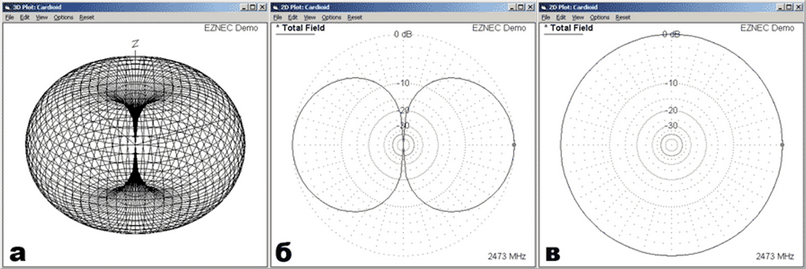 3D Plot: Cardioid
File Edit View Options Reset
EZNEC Demo
Z
а
2D Plot: Cardioid
File Edit View Options Reset
* Total Field
EZNEC Demo
0 dB
-10
-20
-30
2473 MHz
б
2D Plot: Cardioid
File Edit View Options Reset
* Total Field
EZNEC Demo
0 dB
-10
-20
-30
2473 MHz
в